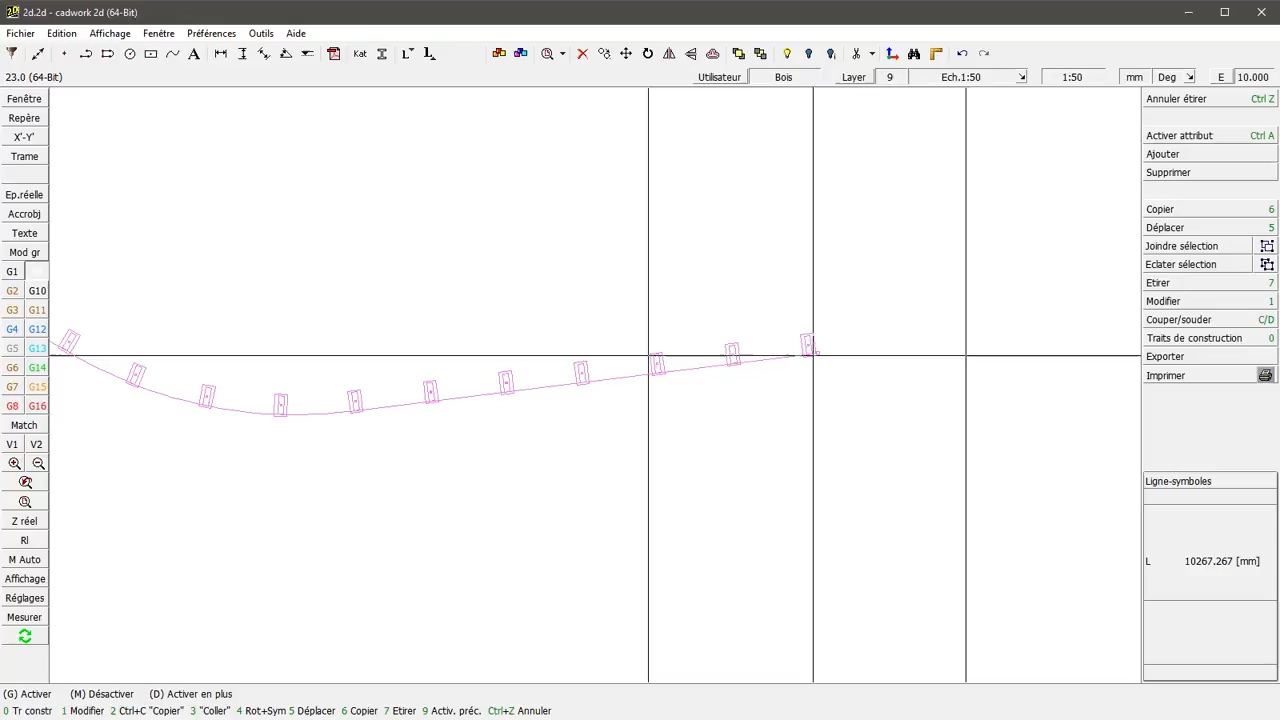 2d.2d - cadwork 2d (64-Bit)
Fichier Edition Affichage Fenêtre Préférences Outils Aide
Kat
23.0 (64-Bit) Utilisateur Bois Layer 9 Ech.1:50 1:50 mm Deg E 10.000
Fenêtre
Repère
X'-Y'
Trame
Ep.réelle
Accrobj
Texte
Mod gr
G1
G2 G10
G3 G11
G4 G12
G5 G13
G6 G14
G7 G15
G8 G16
Match
V1 V2
Z réel
Rl
M Auto
Affichage
Réglages
Mesurer
Annuler étirer Ctrl Z
Activer attribut Ctrl A
Ajouter
Supprimer
Copier 6
Déplacer 5
Joindre sélection
Eclater sélection
Etirer 7
Modifier 1
Couper/souder C/D
Traits de construction 0
Exporter
Imprimer
Ligne-symboles
L 10267.267 [mm]
(G) Activer (M) Désactiver (D) Activer en plus
0 Tr constr 1 Modifier 2 Ctrl+C "Copier" 3 "Coller" 4 Rot+Sym 5 Déplacer 6 Copier 7 Etirer 9 Activ. préc. Ctrl+Z Annuler